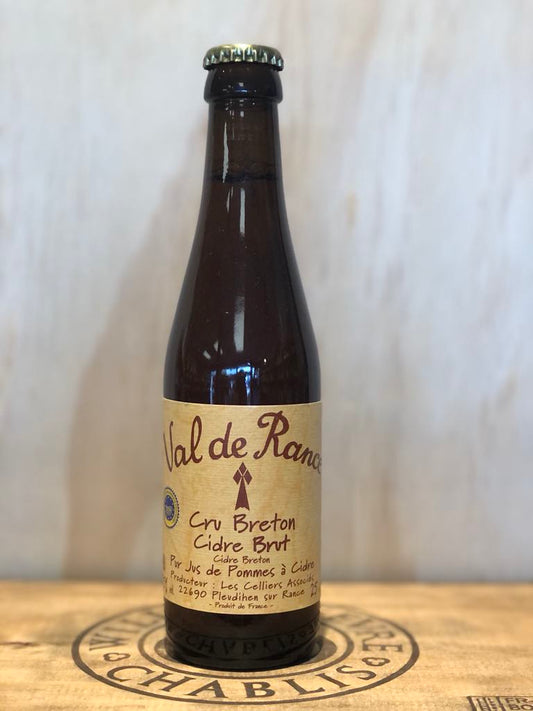 Val de Rance
Cru Breton
Cidre Brut
Cidre Breton
Pur Jus de Pommes à Cidre
Producteur : Les Celliers Associés
22690 Pleudihen sur Rance
- Produit de France -
CHABLIS